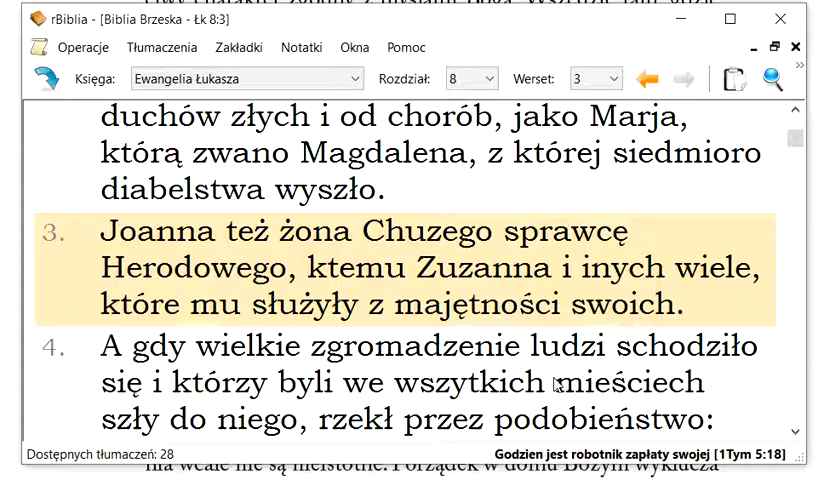 rBiblia - [Biblia Brzeska - Łk 8:3]
Operacje Tłumaczenia Zakładki Notatki Okna Pomoc
Księga: Ewangelia Łukasza Rozdział: 8 Werset: 3
duchów złych i od chorób, jako Marja,
którą zwano Magdalena, z której siedmioro
diabelstwa wyszło.
3. Joanna też żona Chuzego sprawcę
Herodowego, ktemu Zuzanna i inych wiele,
które mu służyły z majętności swoich.
4. A gdy wielkie zgromadzenie ludzi schodziło
się i którzy byli we wszytkich mieściech
szły do niego, rzekł przez podobieństwo:
Dostępnych tłumaczeń: 28 Godzien jest robotnik zapłaty swojej [1Tym 5:18]